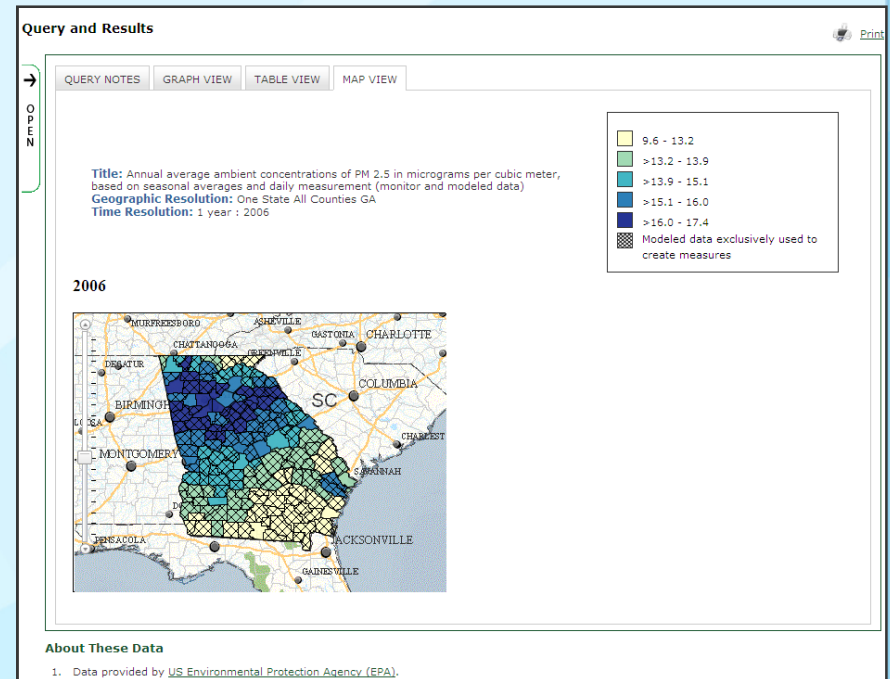 Query and Results
Print
OPEN
QUERY NOTES
GRAPH VIEW
TABLE VIEW
MAP VIEW
9.6 - 13.2
>13.2 - 13.9
>13.9 - 15.1
>15.1 - 16.0
>16.0 - 17.4
Modeled data exclusively used to
create measures
Title: Annual average ambient concentrations of PM 2.5 in micrograms per cubic meter,
based on seasonal averages and daily measurement (monitor and modeled data)
Geographic Resolution: One State All Counties GA
Time Resolution: 1 year : 2006
2006
MURFREESBORO
ASHEVILLE
GASTONIA
CHARLOTTE
CHATTANOOGA
GREENVILLE
DECATUR
COLUMBIA
SC
BIRMINGH
CHARLEST
MONTGOMERY
SAVANNAH
PENSACOLA
JACKSONVILLE
GAINESVILLE
About These Data
1. Data provided by US Environmental Protection Agency (EPA).